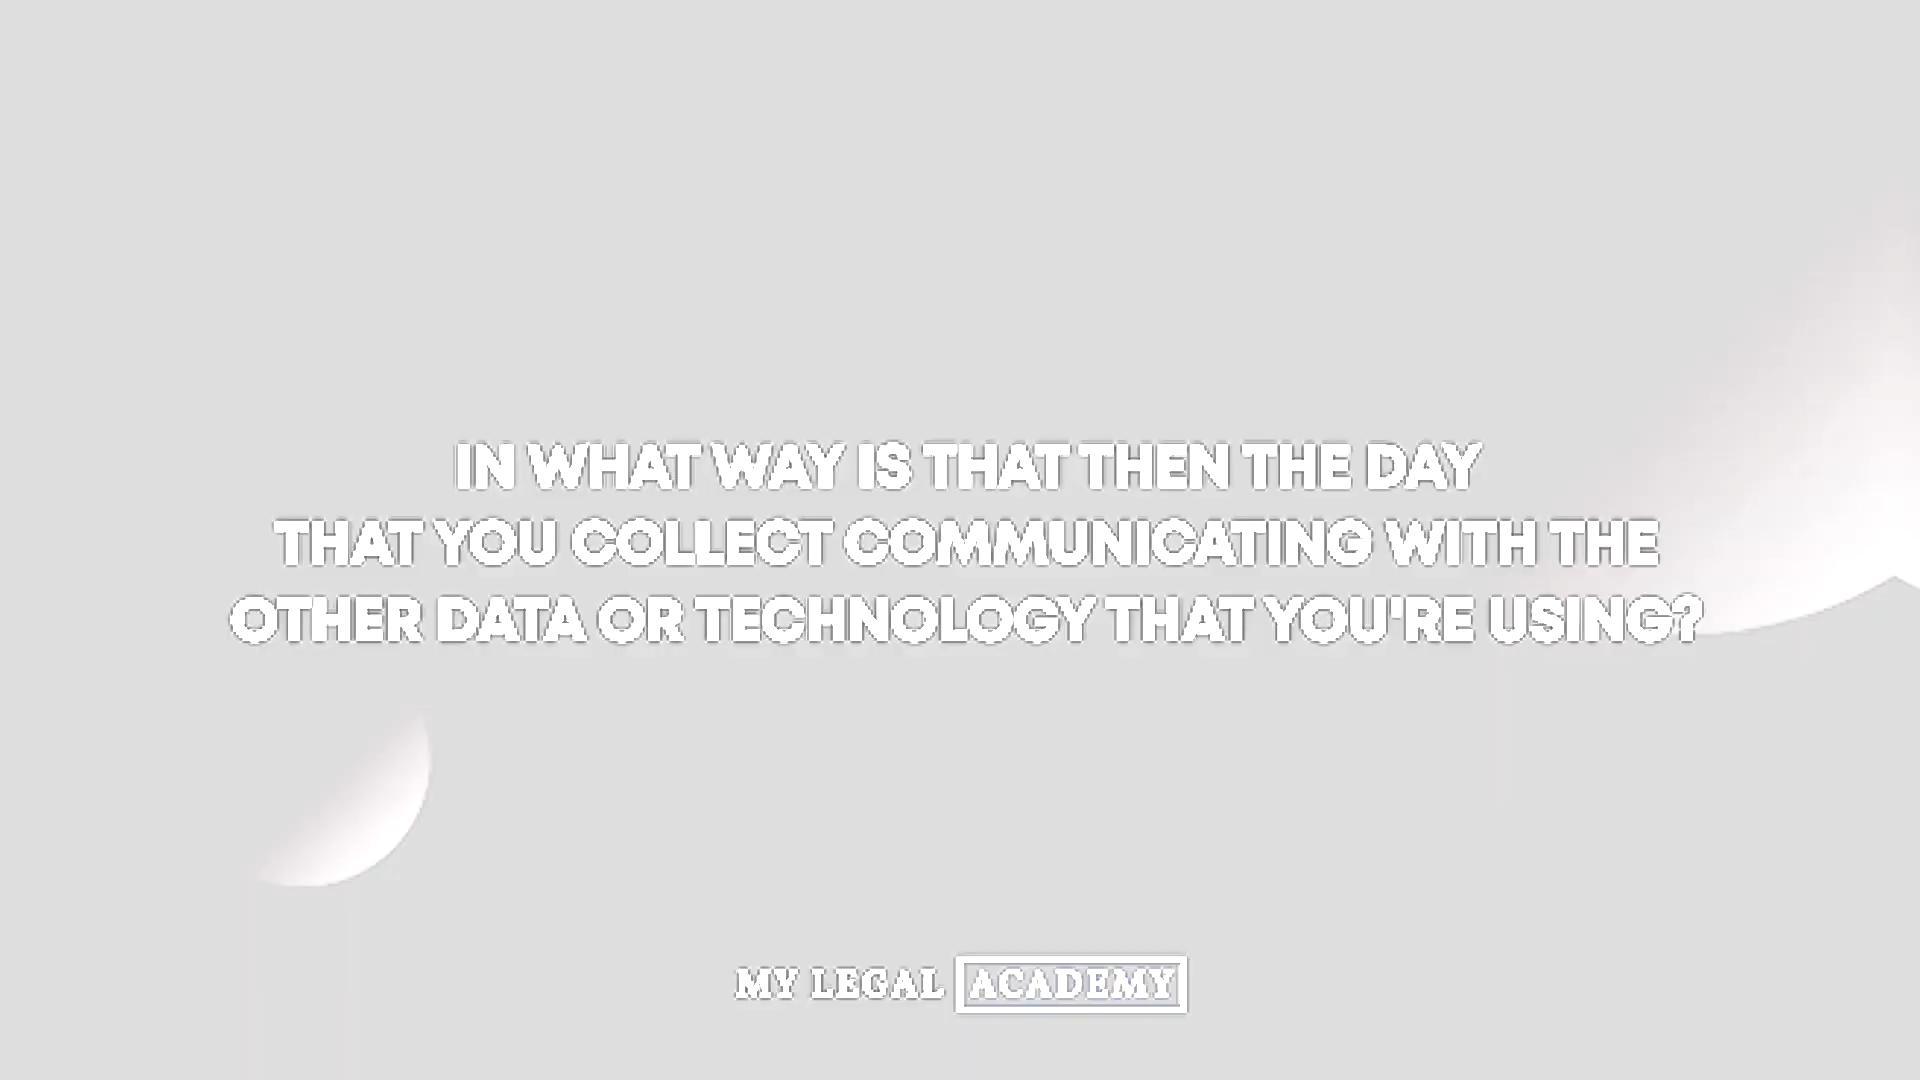 IN WHAT WAY IS THAT THEN THE DAY
THAT YOU COLLECT COMMUNICATING WITH THE
OTHER DATA OR TECHNOLOGY THAT YOU'RE USING?
MY LEGAL ACADEMY